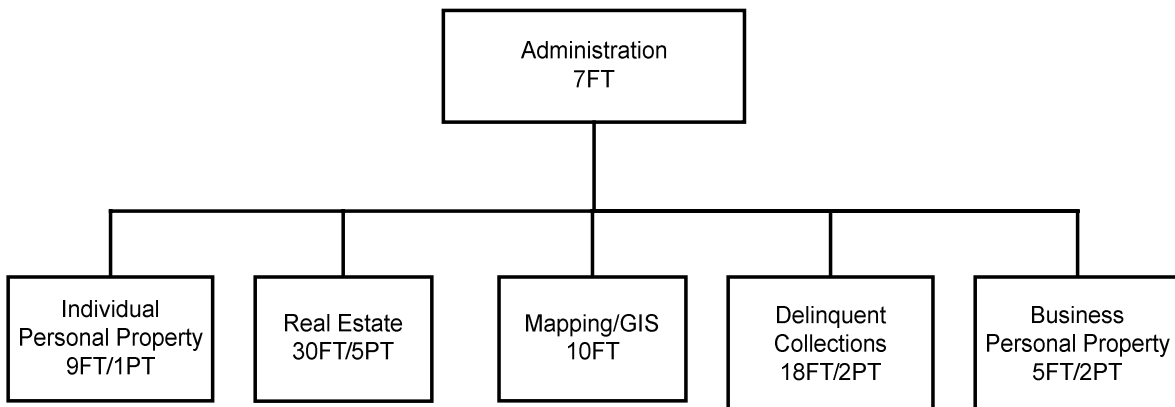 Administration
7FT
Individual
Personal Property
9FT/1PT
Real Estate
30FT/5PT
Mapping/GIS
10FT
Delinquent
Collections
18FT/2PT
Business
Personal Property
5FT/2PT